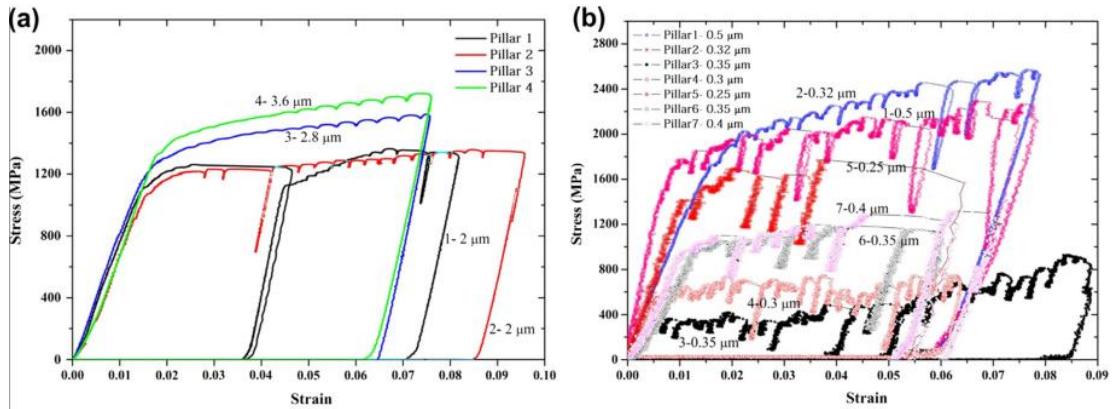 (a)
2000
1600
1200
800
400
0
Stress (MPa)
0.00 0.01 0.02 0.03 0.04 0.05 0.06 0.07 0.08 0.09 0.10
Strain
Pillar 1
Pillar 2
Pillar 3
Pillar 4
4- 3.6 μm
3- 2.8 μm
1- 2 μm
2- 2 μm
(b)
2800
2400
2000
1600
1200
800
400
0
Stress (MPa)
0.00 0.01 0.02 0.03 0.04 0.05 0.06 0.07 0.08 0.09
Strain
Pillar1- 0.5 μm
Pillar2- 0.32 μm
Pillar3- 0.35 μm
Pillar4- 0.3 μm
Pillar5- 0.25 μm
Pillar6- 0.35 μm
Pillar7- 0.4 μm
2-0.32 μm
1-0.5 μm
5-0.25 μm
7-0.4 μm
6-0.35 μm
4-0.3 μm
3-0.35 μm